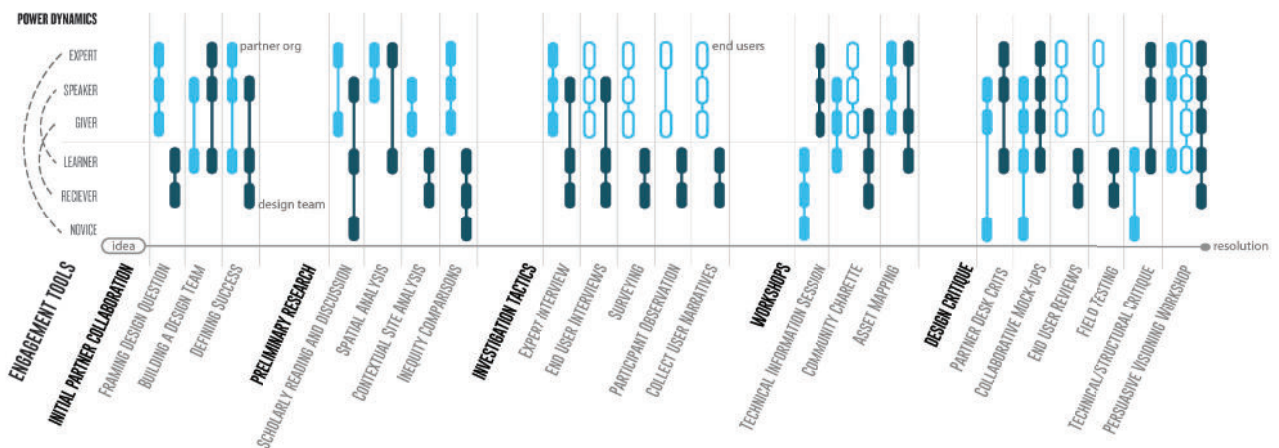 POWER DYNAMICS
EXPERT
SPEAKER
GIVER
LEARNER
RECIEVER
NOVICE
partner org
end users
design team
idea
resolution
ENGAGEMENT TOOLS
INITIAL PARTNER COLLABORATION
FRAMING DESIGN QUESTION
BUILDING A DESIGN TEAM
DEFINING SUCCESS
PRELIMINARY RESEARCH
SCHOLARLY READING AND DISCUSSION
SPATIAL ANALYSIS
CONTEXTUAL SITE ANALYSIS
INEQUITY COMPARISONS
INVESTIGATION TACTICS
EXPERT INTERVIEW
END USER INTERVIEWS
SURVEYING
PARTICIPANT OBSERVATION
COLLECT USER NARRATIVES
WORKSHOPS
TECHNICAL INFORMATION SESSION
COMMUNITY CHARETTE
ASSET MAPPING
DESIGN CRITIQUE
PARTNER DESK CRITS
COLLABORATIVE MOCK-UPS
END USER REVIEWS
FIELD TESTING
TECHNICAL/STRUCTURAL CRITIQUE
PERSUASIVE VISIONING WORKSHOP